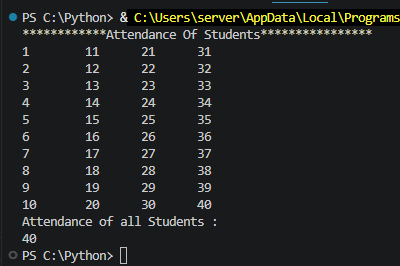 PS C:\Python> & C:\Users\server\AppData\Local\Programs
************Attendance Of Students****************
1 11 21 31
2 12 22 32
3 13 23 33
4 14 24 34
5 15 25 35
6 16 26 36
7 17 27 37
8 18 28 38
9 19 29 39
10 20 30 40
Attendance of all Students :
40
PS C:\Python>